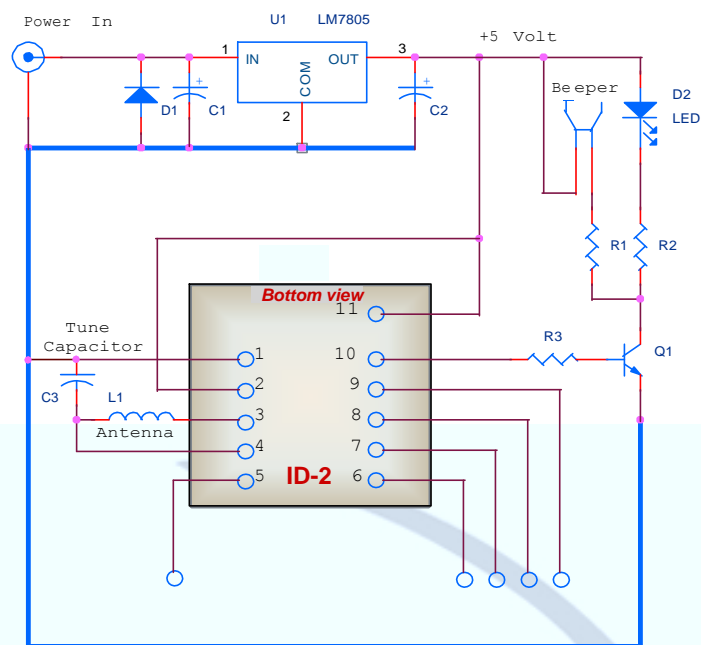 Power In
U1 LM7805
1 IN OUT 3
COM
2
+5 Volt
D1 C1 C2
Beeper D2
LED
R1 R2
Bottom view
11
Tune
Capacitor
1 10 R3 Q1
C3 L1 2 9
3 8
Antenna
4 7
5 ID-2 6